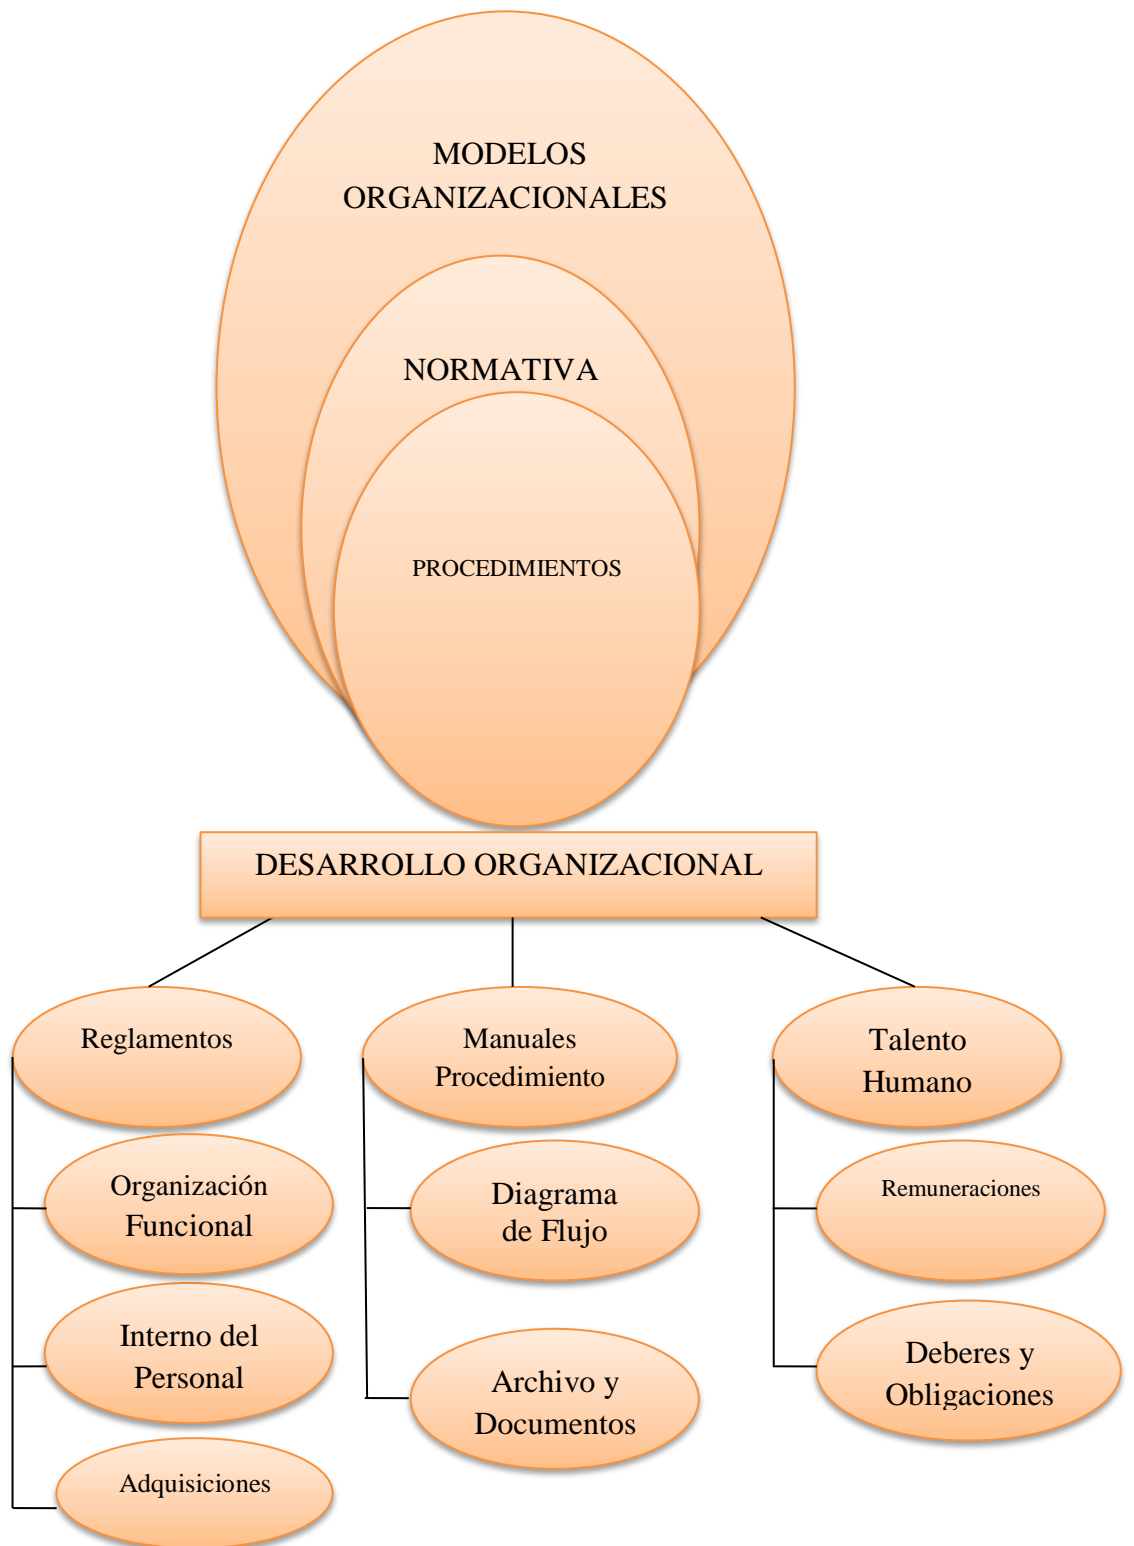 MODELOS
ORGANIZACIONALES
NORMATIVA
PROCEDIMIENTOS
DESARROLLO ORGANIZACIONAL
Reglamentos
Organización
Funcional
Interno del
Personal
Adquisiciones
Manuales
Procedimiento
Diagrama
de Flujo
Archivo y
Documentos
Talento
Humano
Remuneraciones
Deberes y
Obligaciones